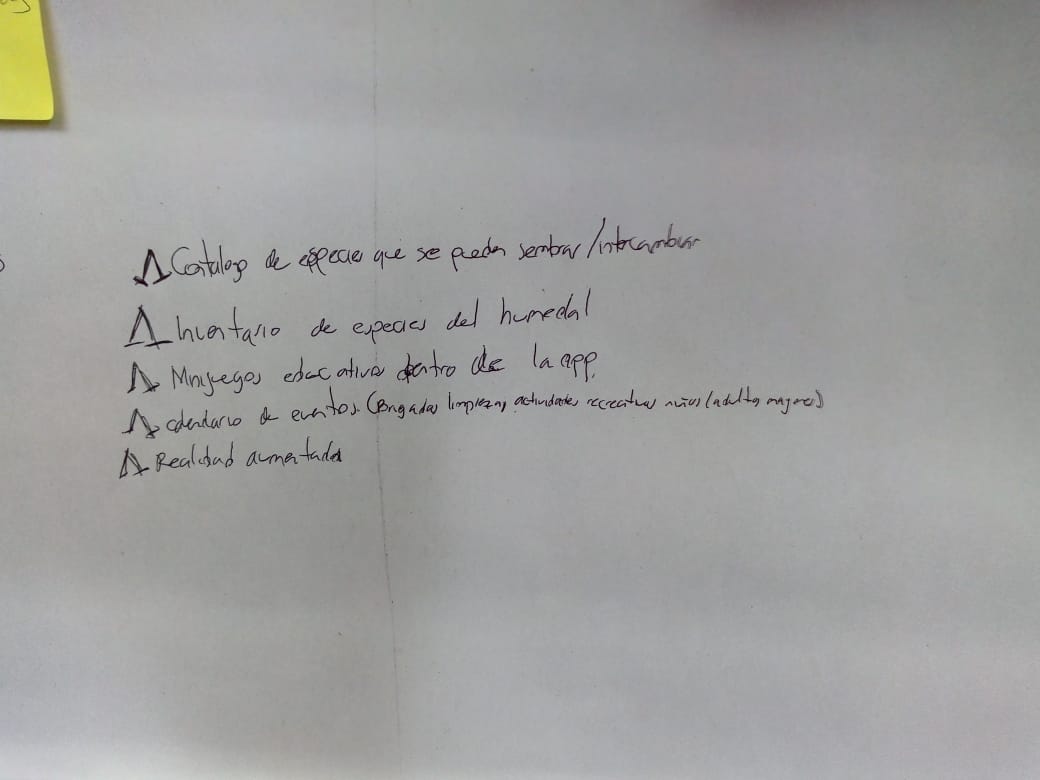 Catalogo de especies que se pueden sembrar/intercambiar
Inventario de especies del humedal
Minijuegos educativos dentro de la app.
calendario de eventos. (Brigadas limpieza, actividades recreativas niños/adultos mayores)
Realidad aumentada